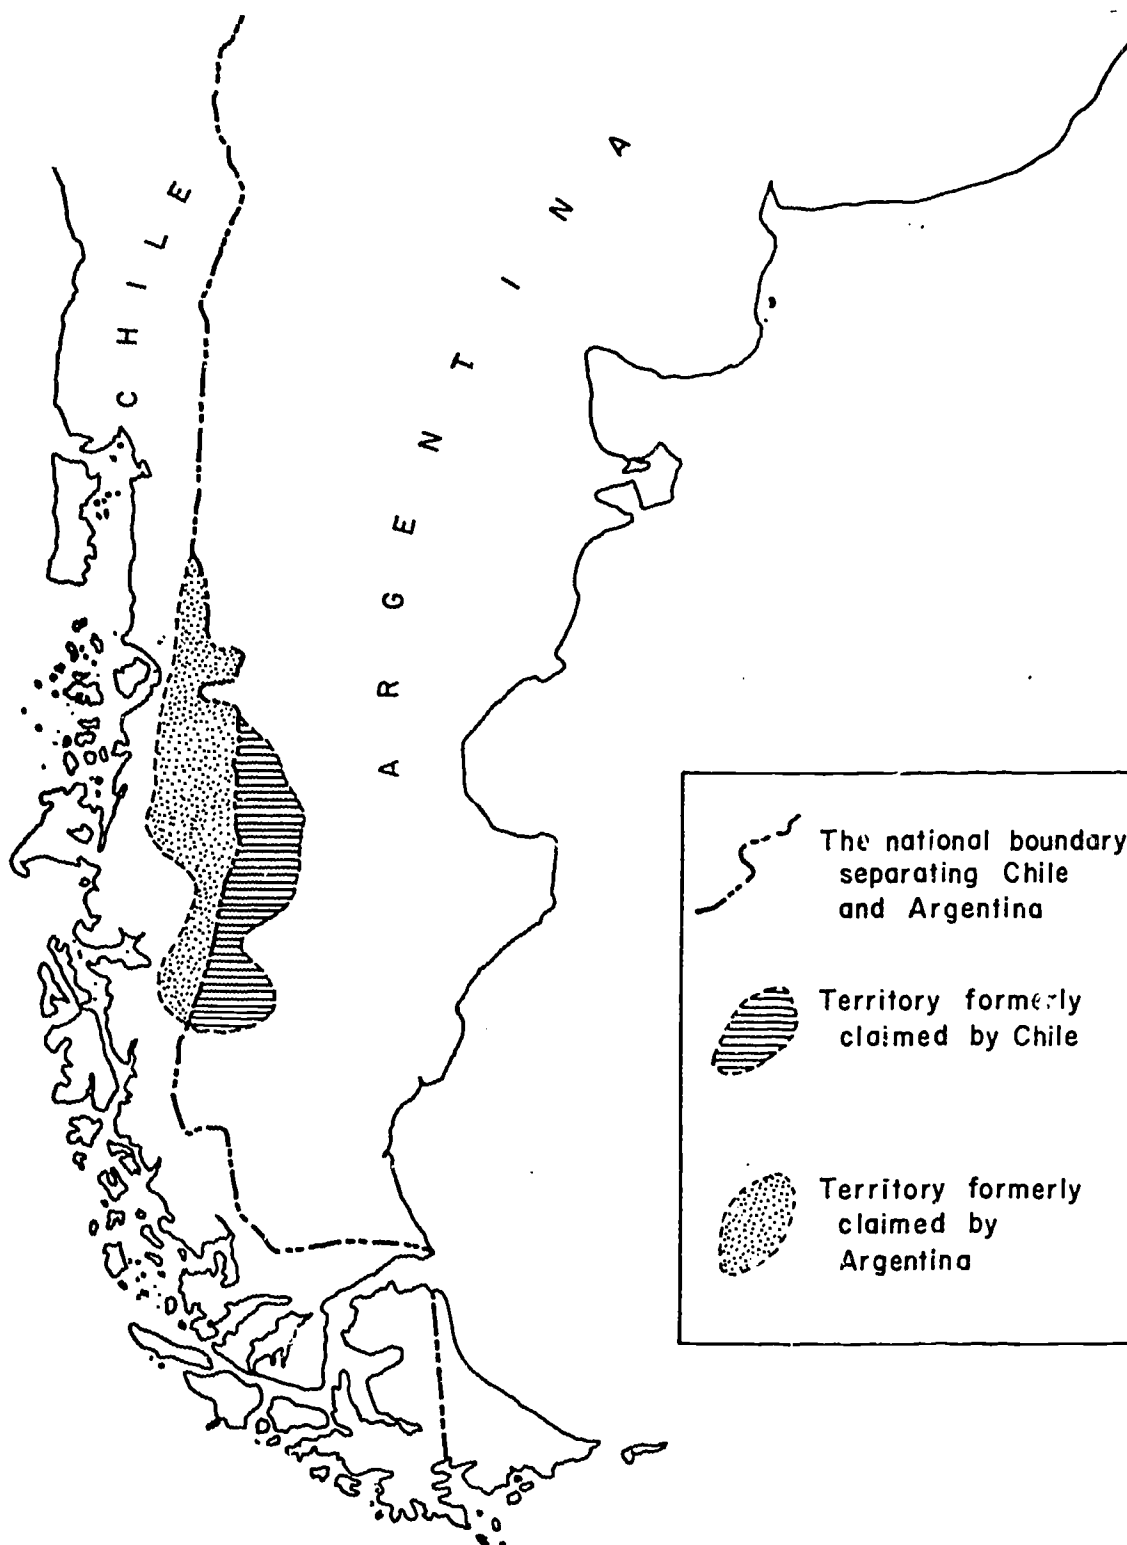 CHILE
ARGENTINA
The national boundary
separating Chile
and Argentina
Territory formerly
claimed by Chile
Territory formerly
claimed by
Argentina